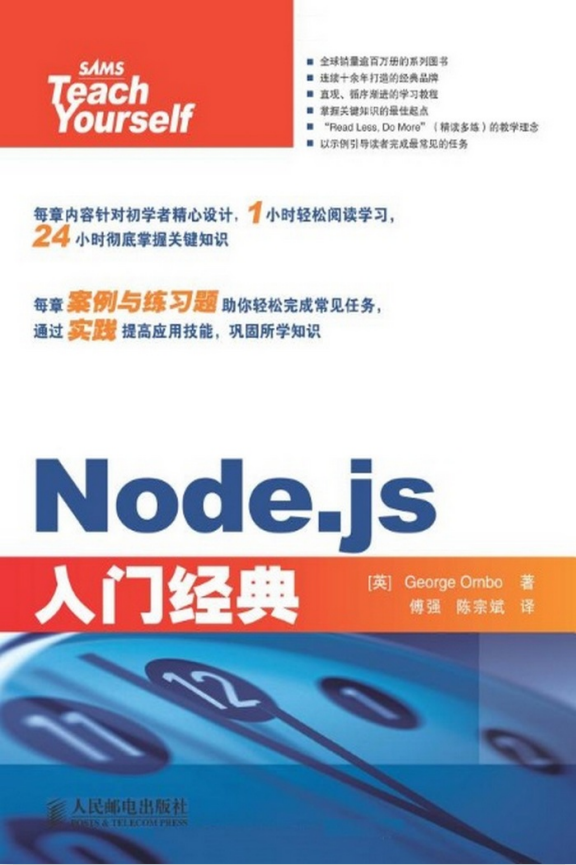 SAMS
Teach
Yourself
■ 全球销量逾百万册的系列图书
■ 连续十余年打造的经典品牌
■ 直观、循序渐进的学习教程
■ 掌握关键知识的最佳起点
■ “Read Less, Do More”（精读多练）的教学理念
■ 以示例引导读者完成最常见的任务
每章内容针对初学者精心设计，1小时轻松阅读学习，
24小时彻底掌握关键知识
每章 案例与练习题 助你轻松完成常见任务，
通过 实践 提高应用技能，巩固所学知识
Node.js
入门经典
[英] George Ornbo 著
傅强 陈宗斌 译
11
12
1
2
人民邮电出版社
POSTS & TELECOM PRESS